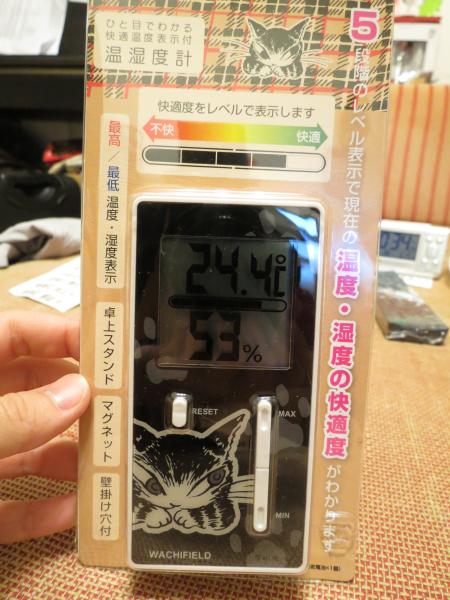 ひと目でわかる
快適温度表示付
温湿度計
快適度をレベルで表示します
不快
快適
5段階のレベル表示で現在の温度・湿度の快適度がわかります
最高/最低温度・湿度表示
卓上スタンド
マグネット
壁掛け穴付
24.4℃
53%
RESET
MAX
MIN
WACHIFIELD